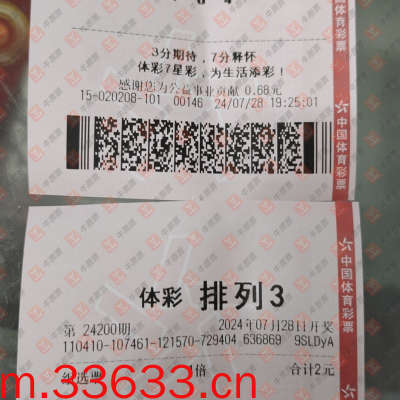 3分期待，7分释怀
体彩7星彩，为生活添彩！
感谢您为公益事业贡献 0.68元
15-020208-101 00146 24/07/28 19:25:01
中国体育彩票
体彩 排列3
第 24200期 2024年07月28日开奖
110410-107461-121570-729404 636869 9SLDyA
1倍 合计2元
中国体育彩票
m.33633.cn